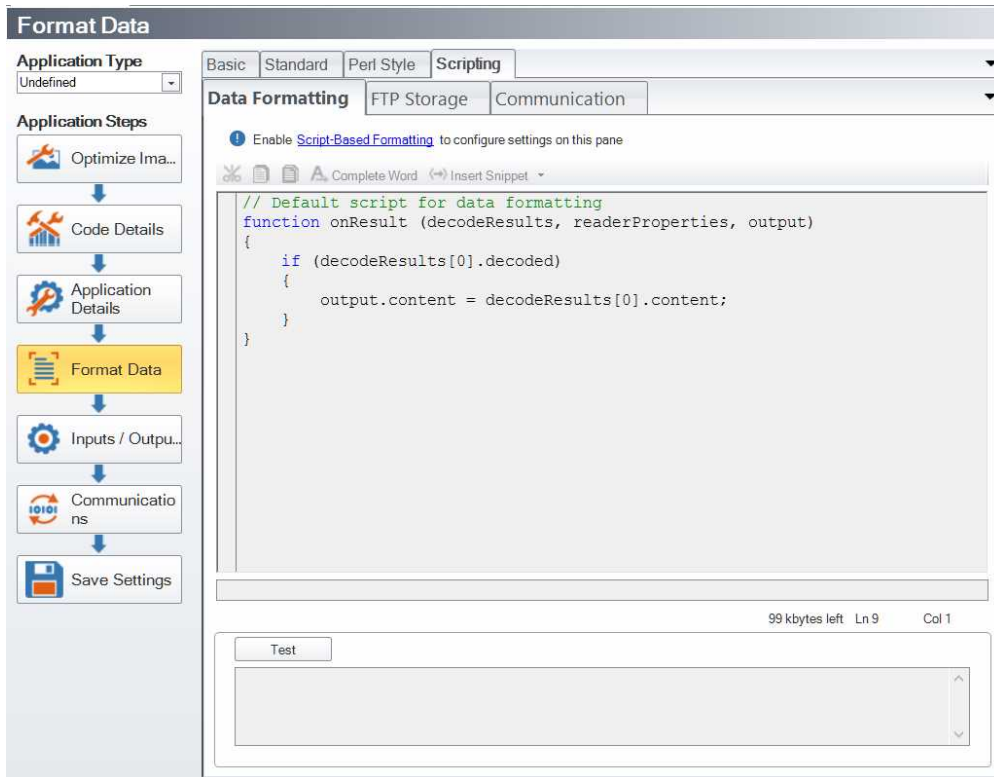 Format Data
Application Type
Undefined
Application Steps
Optimize Ima...
Code Details
Application
Details
Format Data
Inputs / Outpu...
Communicatio
ns
Save Settings
Basic Standard Perl Style Scripting
Data Formatting FTP Storage Communication
Enable Script-Based Formatting to configure settings on this pane
Complete Word Insert Snippet
// Default script for data formatting
function onResult (decodeResults, readerProperties, output)
{
    if (decodeResults[0].decoded)
    {
        output.content = decodeResults[0].content;
    }
}
99 kbytes left Ln 9 Col 1
Test